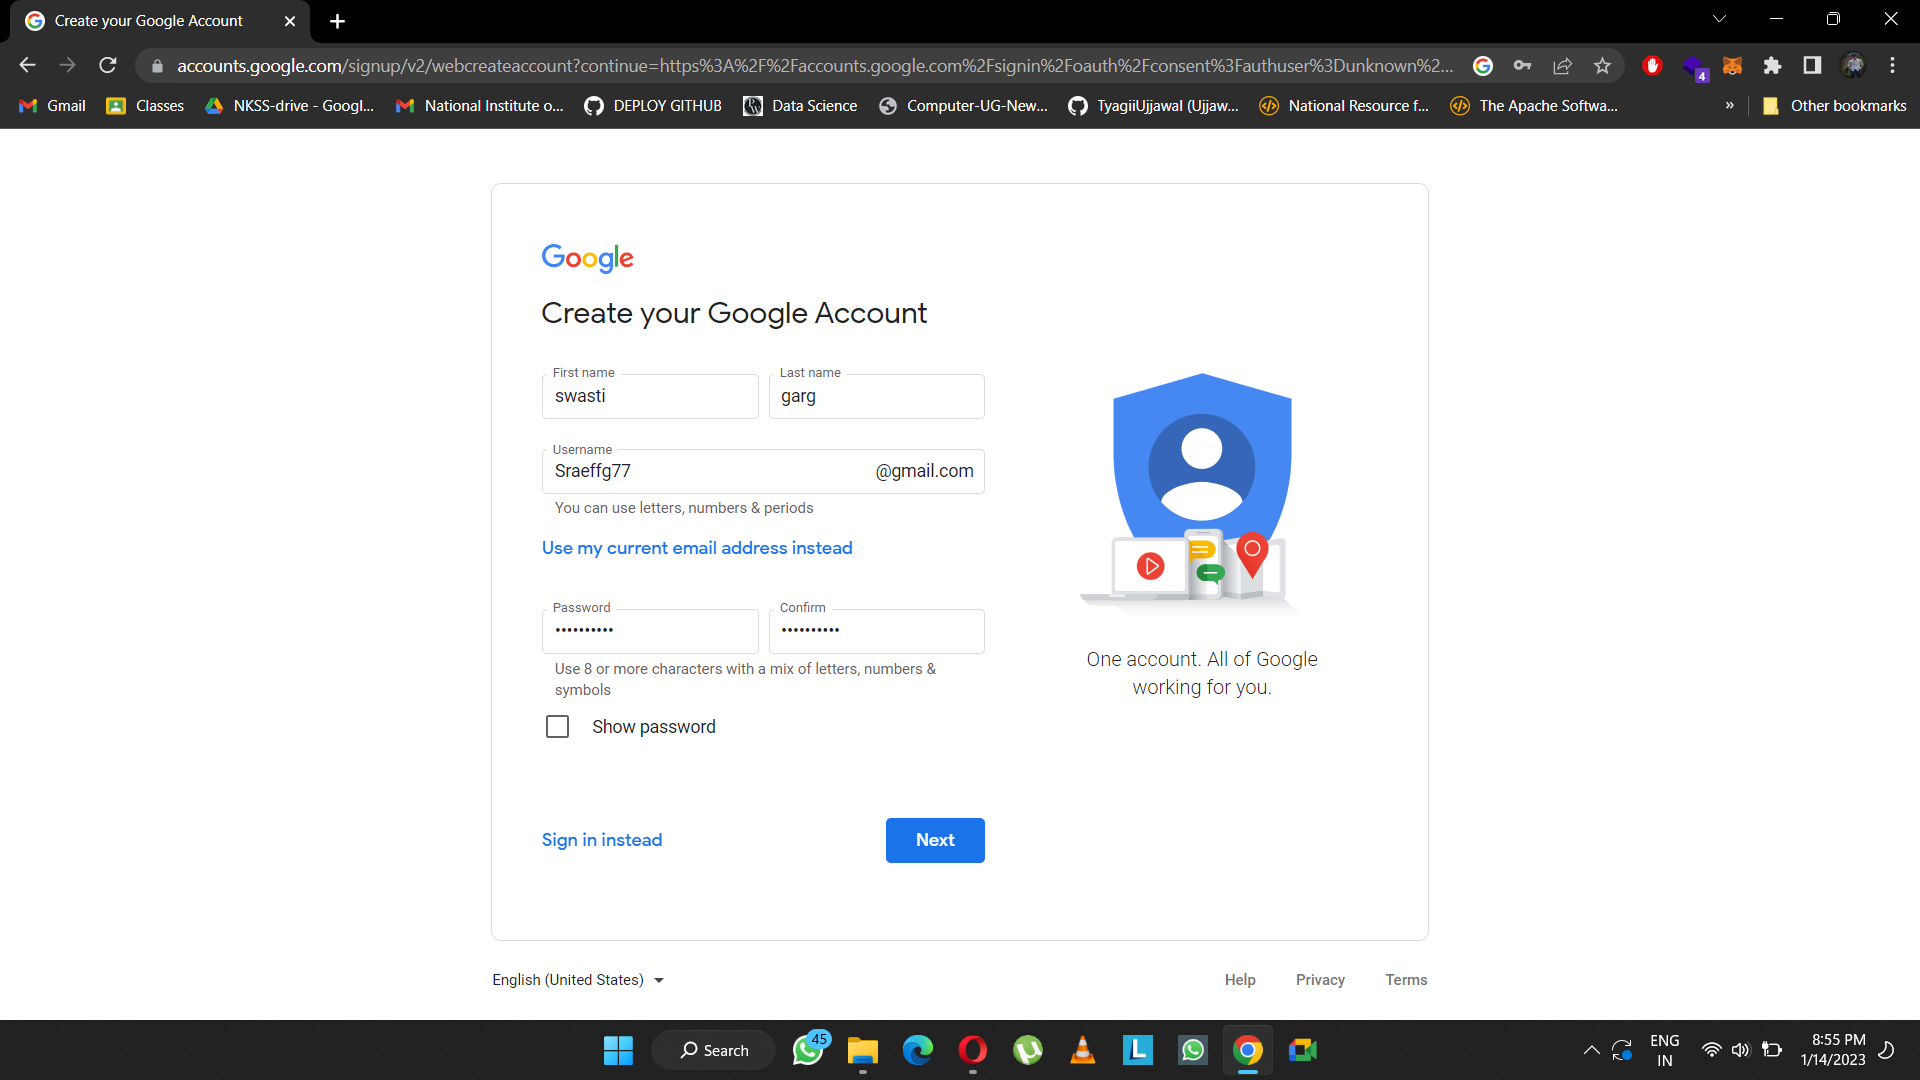 Create your Google Account
accounts.google.com/signup/v2/webcreateaccount?continue=https%3A%2F%2Faccounts.google.com%2Fsignin%2Foauth%2Fconsent%3Fauthuser%3Dunknown%2...
4
Gmail Classes NKSS-drive - Googl... National Institute o... DEPLOY GITHUB Data Science Computer-UG-New... TyagiiUjjawal (Ujjaw... National Resource f... The Apache Softwa... » Other bookmarks
Google
Create your Google Account
First name Last name
swasti garg
Username
Sraeffg77 @gmail.com
You can use letters, numbers & periods
Use my current email address instead
Password Confirm
•••••••••• ••••••••••
Use 8 or more characters with a mix of letters, numbers &
symbols
Show password
One account. All of Google
working for you.
Sign in instead Next
English (United States) Help Privacy Terms
Search 45 L ENG
IN
8:55 PM
1/14/2023